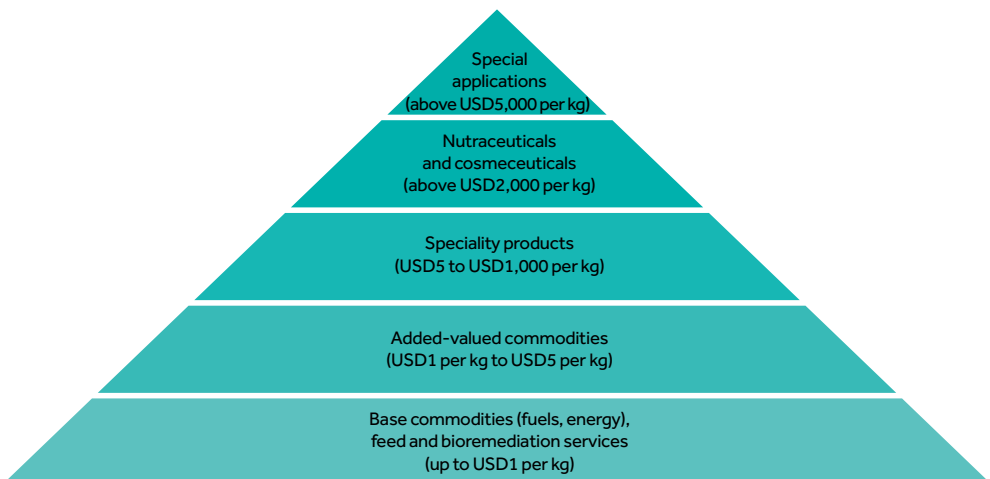 Special
applications
(above USD5,000 per kg)
Nutraceuticals
and cosmeceuticals
(above USD2,000 per kg)
Speciality products
(USD5 to USD1,000 per kg)
Added-valued commodities
(USD1 per kg to USD5 per kg)
Base commodities (fuels, energy),
feed and bioremediation services
(up to USD1 per kg)